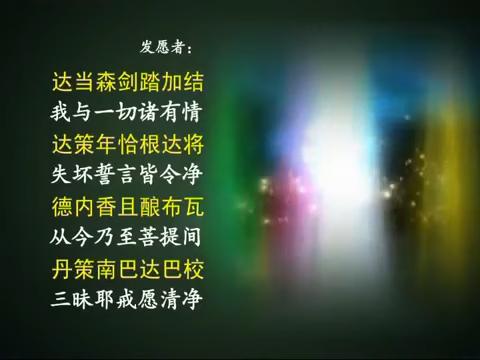 发愿者：
达当森剑踏加结
我与一切诸有情
达策年恰根达将
失坏誓言皆令净
德内香且酿布瓦
从今乃至菩提间
丹策南巴达巴校
三昧耶戒愿清净